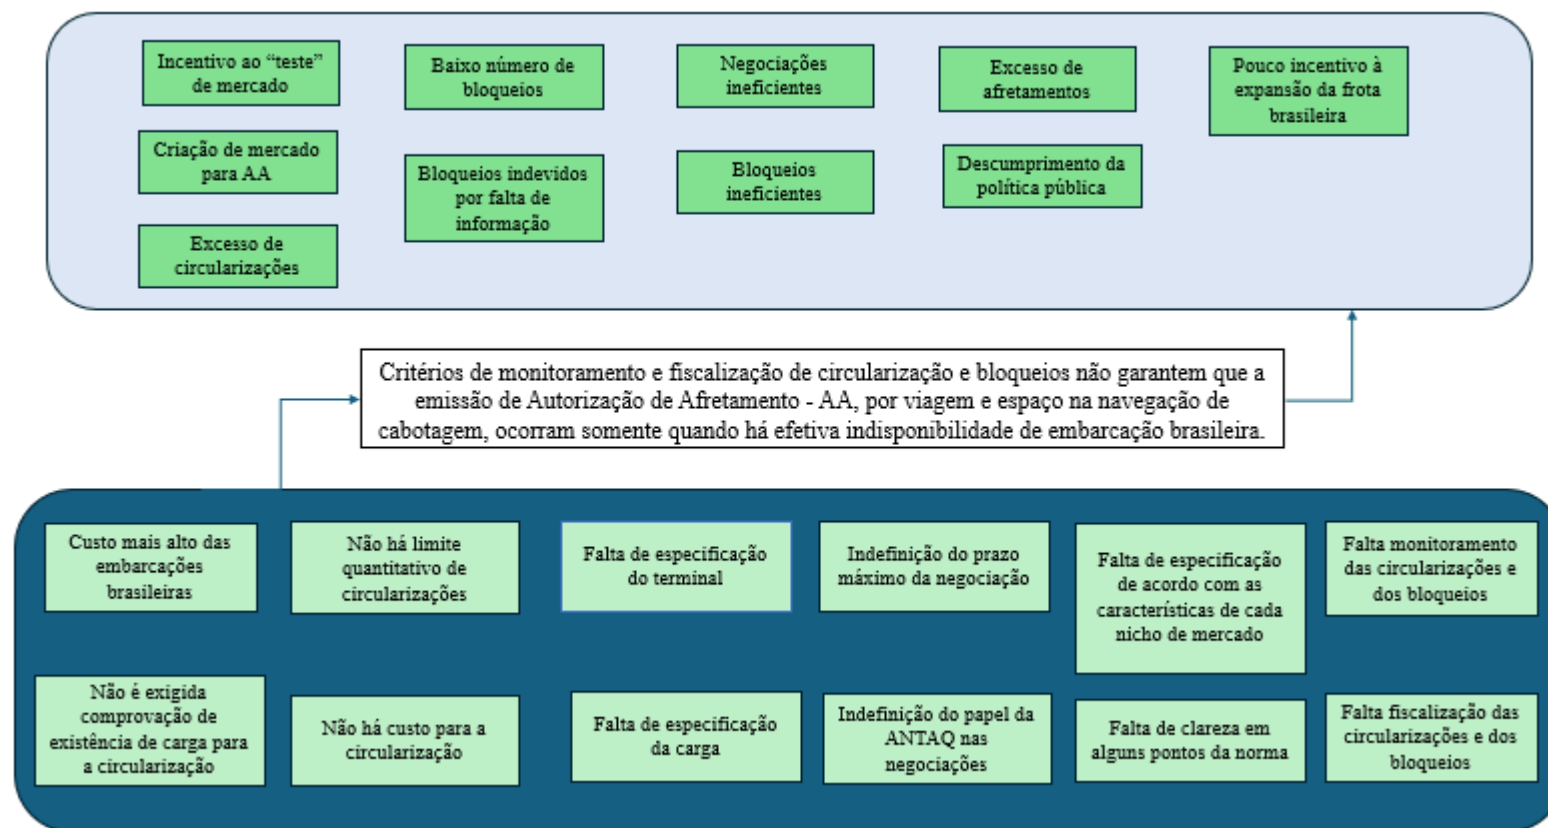 Incentivo ao “teste”
de mercado
Criação de mercado
para AA
Excesso de
circularizações
Baixo número de
bloqueios
Bloqueios indevidos
por falta de
informação
Negociações
ineficientes
Bloqueios
ineficientes
Excesso de
afretamentos
Descumprimento da
política pública
Pouco incentivo à
expansão da frota
brasileira
Critérios de monitoramento e fiscalização de circularização e bloqueios não garantem que a
emissão de Autorização de Afretamento - AA, por viagem e espaço na navegação de
cabotagem, ocorram somente quando há efetiva indisponibilidade de embarcação brasileira.
Custo mais alto das
embarcações
brasileiras
Não há limite
quantitativo de
circularizações
Falta de especificação
do terminal
Indefinição do prazo
máximo da negociação
Falta de especificação
de acordo com as
características de cada
nicho de mercado
Falta monitoramento
das circularizações e
dos bloqueios
Não é exigida
comprovação de
existência de carga para
a circularização
Não há custo para a
circularização
Falta de especificação
da carga
Indefinição do papel da
ANTAQ nas
negociações
Falta de clareza em
alguns pontos da norma
Falta fiscalização das
circularizações e dos
bloqueios